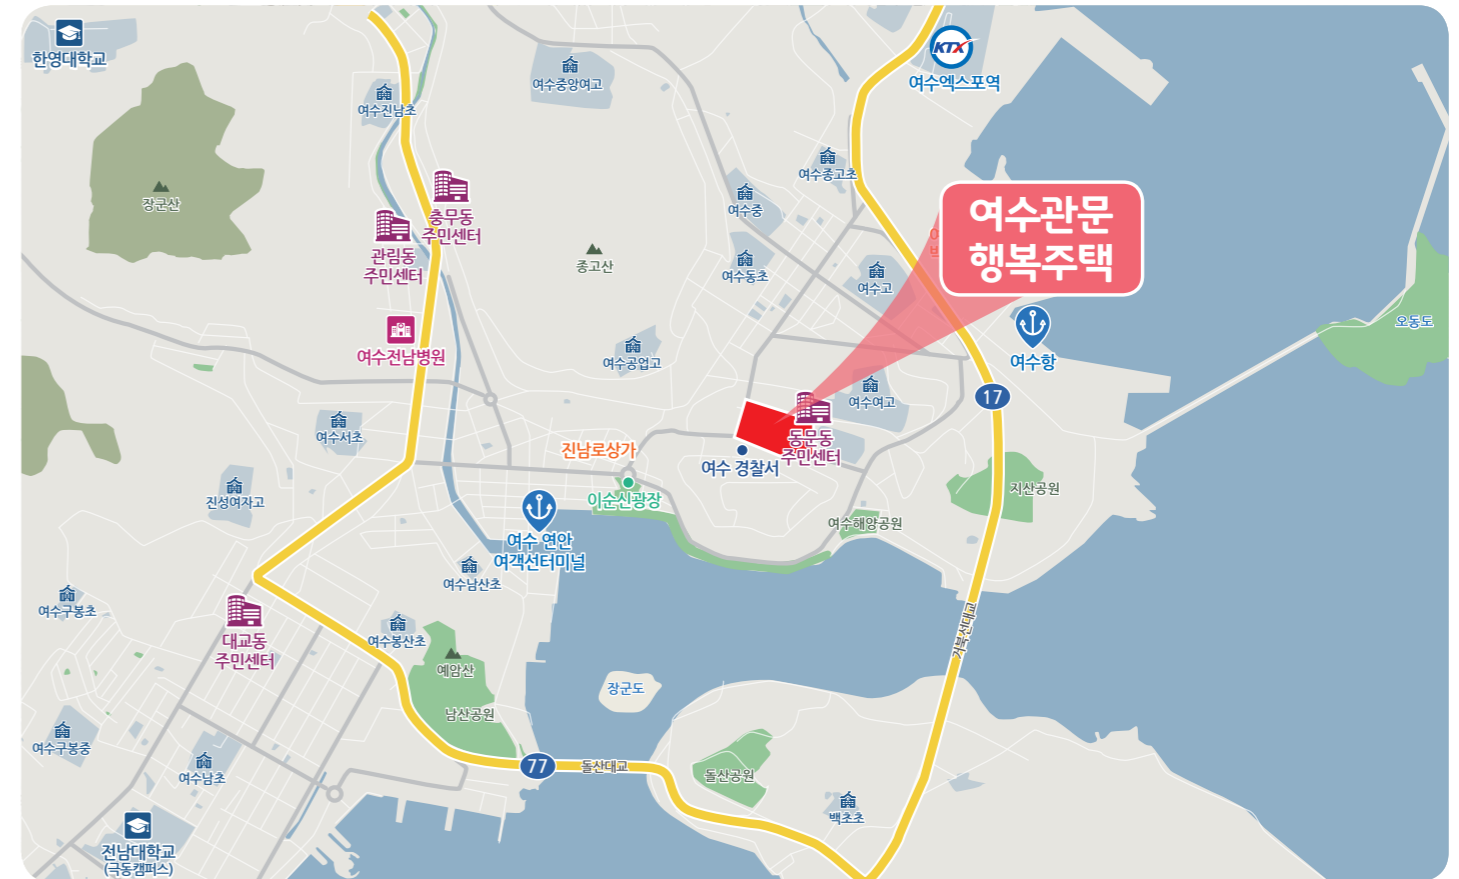 한영대학교
KTX
여수엑스포역
여수중앙여고
여수진남초
여수종고초
장군산
충무동
주민센터
관림동
주민센터
여수중
여수관문
행복주택
종고산
여수동초
여수고
오동도
여수전남병원
여수공업고
여수항
17
여수여고
여수서초
동문동
주민센터
진남로상가
여수 경찰서
진성여자고
이순신광장
지산공원
여수해양공원
여수 연안
여객선터미널
여수남산초
여수구봉초
대교동
주민센터
여수봉산초
거북선대교
예암산
장군도
남산공원
여수구봉중
77
돌산대교
돌산공원
여수남초
백초초
전남대학교
(극동캠퍼스)